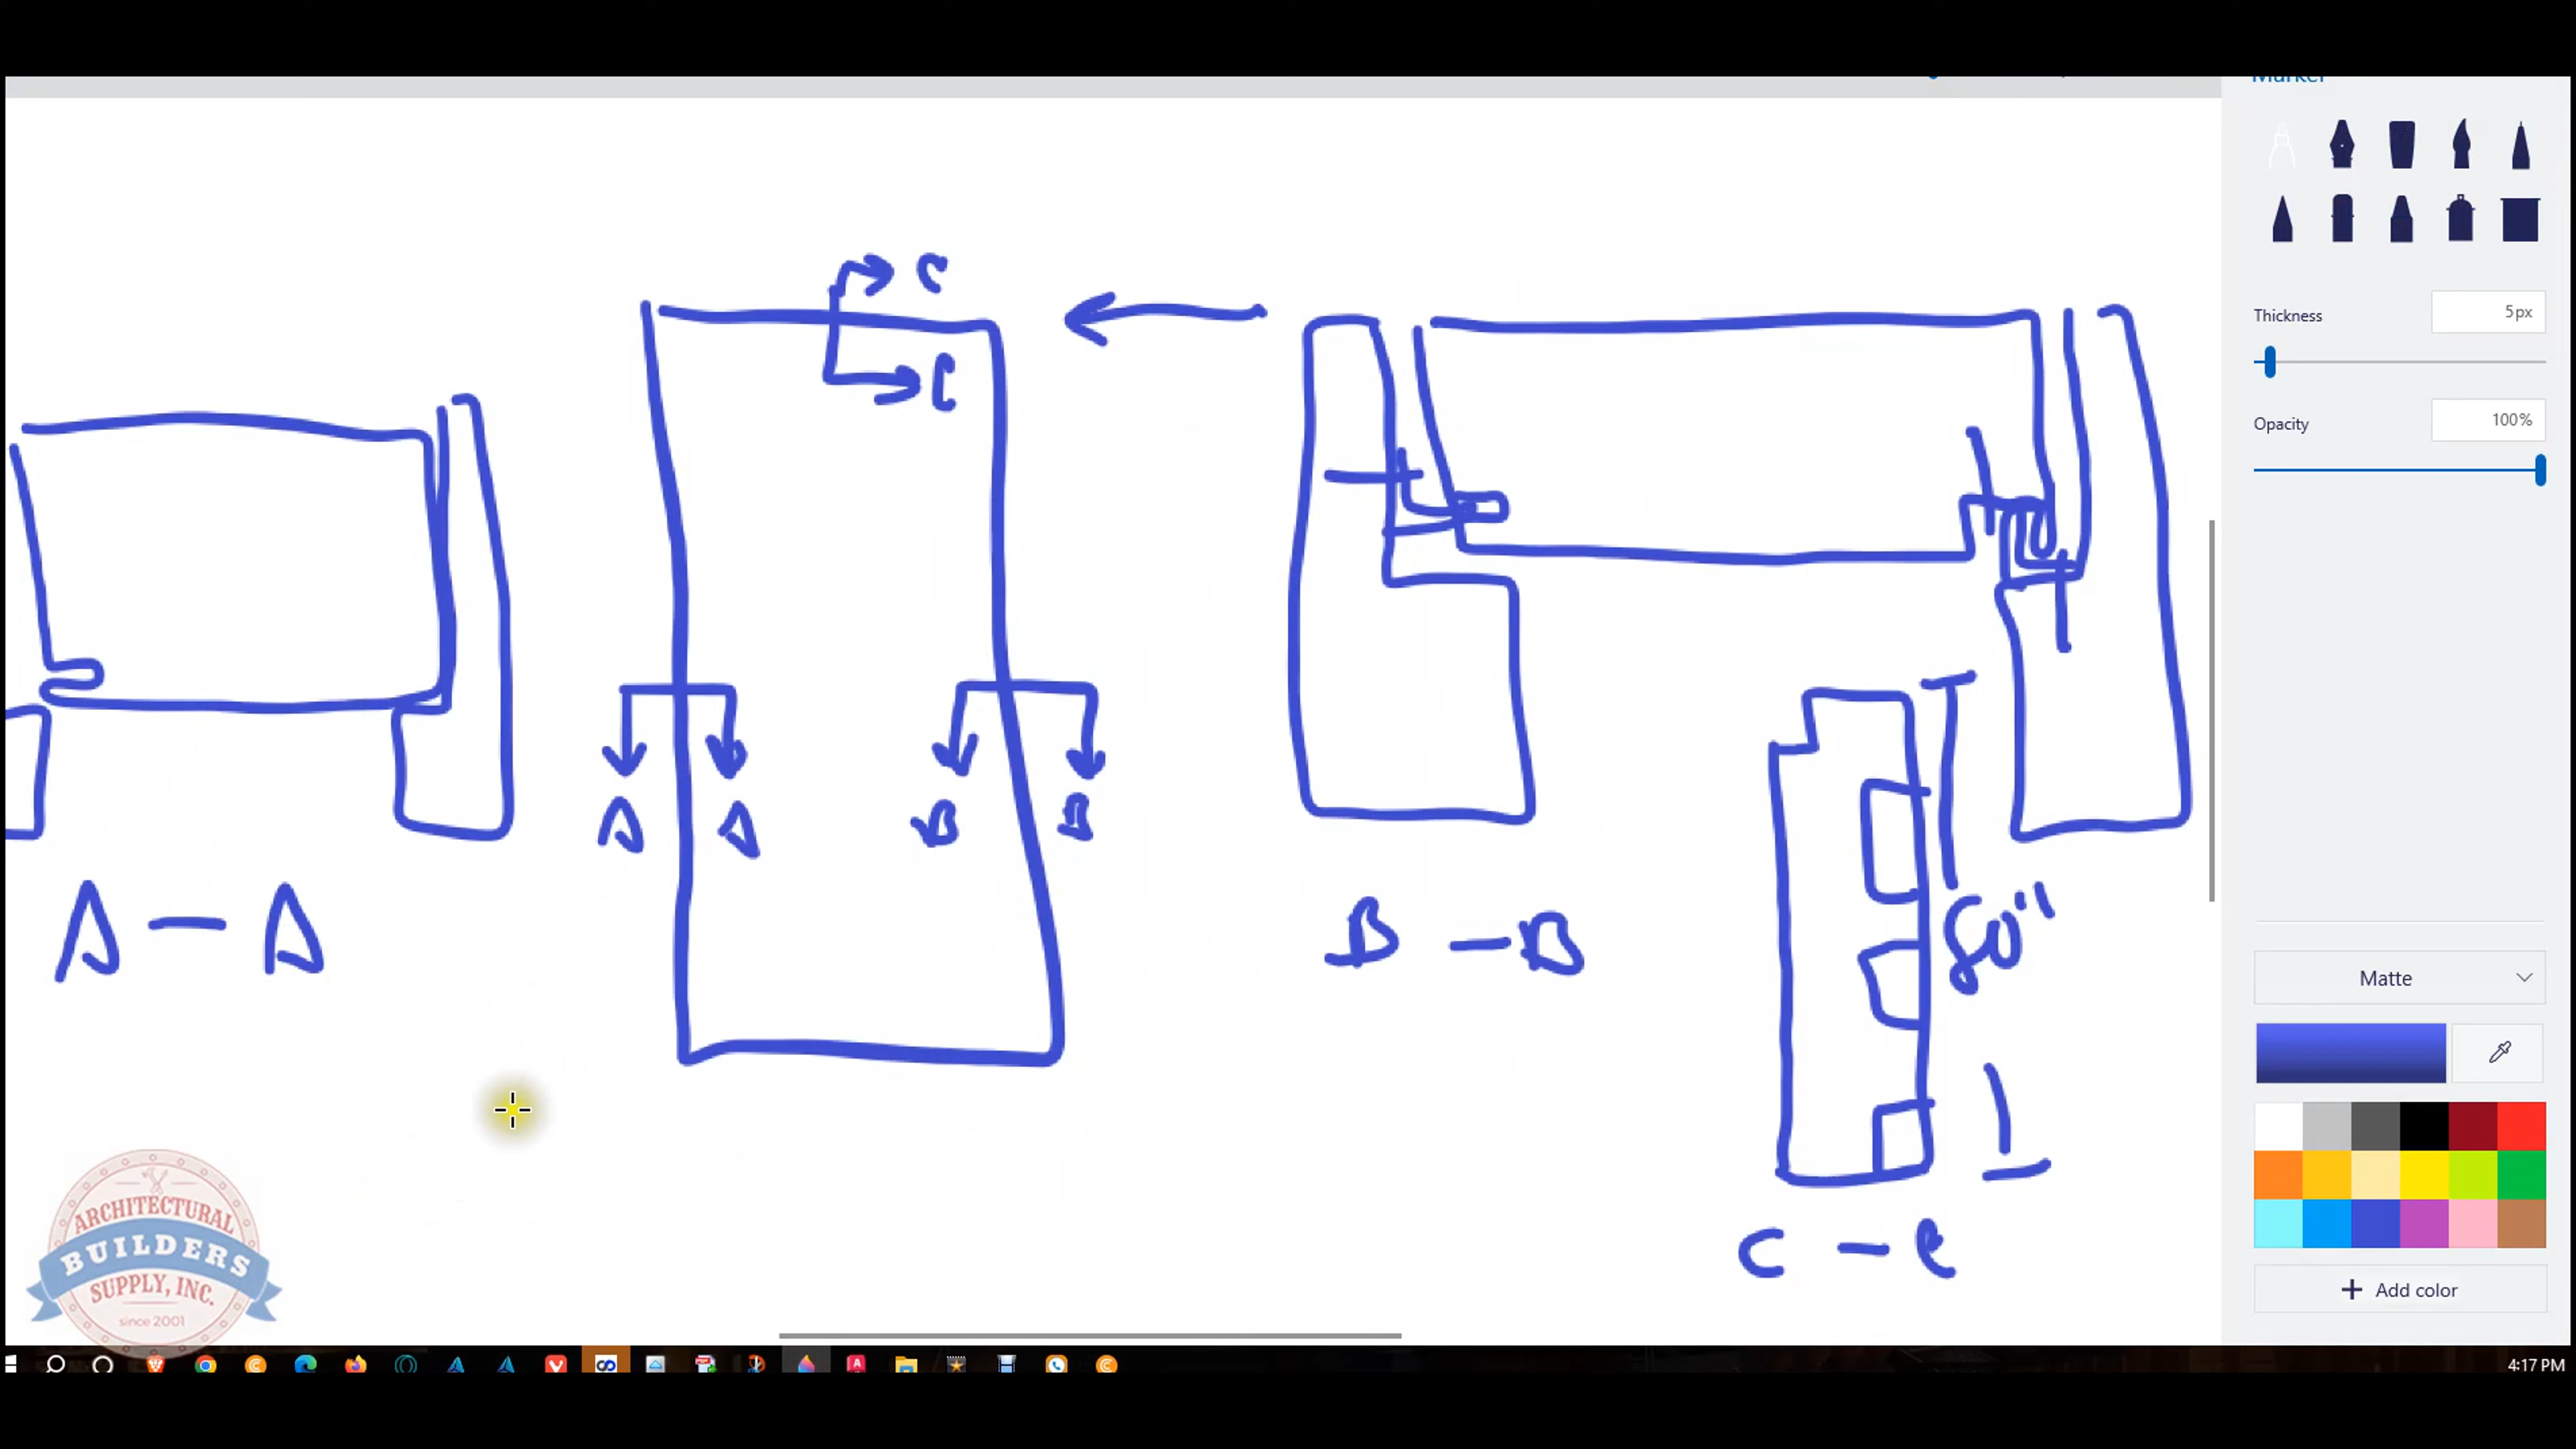 Marker
Thickness
5px
Opacity
100%
C
C
A A
B B
A - A
B - B
80"
C - C
Matte
+ Add color
ARCHITECTURAL
BUILDERS
SUPPLY, INC.
since 2001
4:17 PM